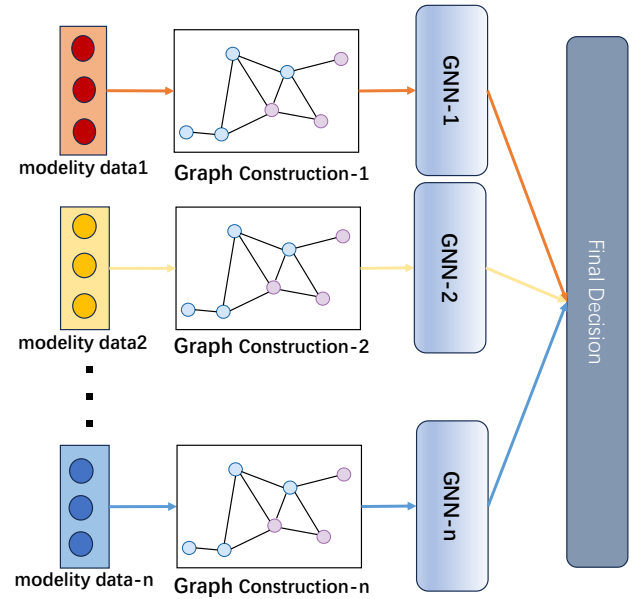 modelity data1
Graph Construction-1
GNN-1
modelity data2
Graph Construction-2
GNN-2
modelity data-n
Graph Construction-n
GNN-n
Final Decision